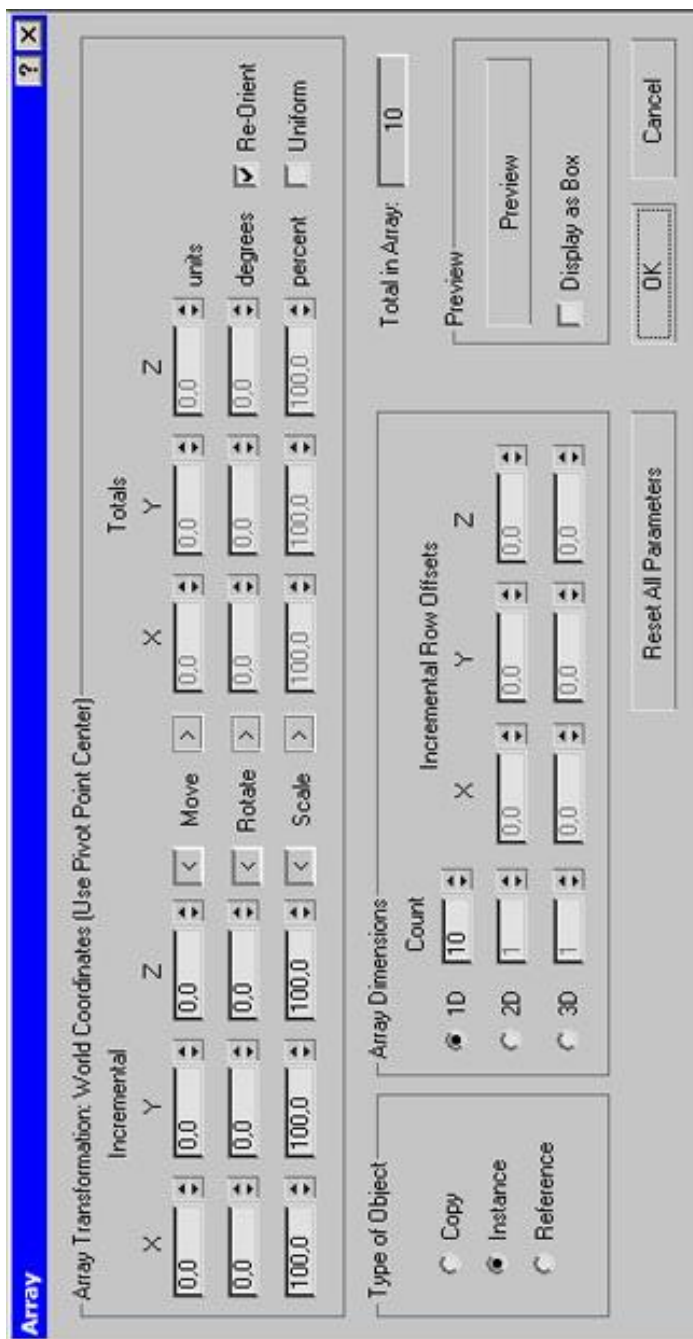 Array ? ×
Array Transformation: World Coordinates (Use Pivot Point Center)
Incremental Totals
X Y Z X Y Z
0,0 0,0 0,0 < Move > 0,0 0,0 0,0 units
0,0 0,0 0,0 < Rotate > 0,0 0,0 0,0 degrees Re-Orient
100,0 100,0 100,0 < Scale > 100,0 100,0 100,0 percent Uniform
Type of Object
Copy
Instance
Reference
Array Dimensions
Count Incremental Row Offsets
X Y Z
1D 10
2D 1 0,0 0,0 0,0
3D 1 0,0 0,0 0,0
Total in Array: 10
Preview
Preview
Display as Box
Reset All Parameters OK Cancel